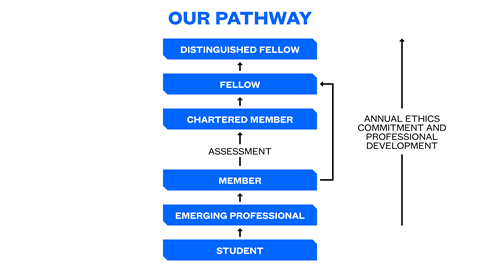 OUR PATHWAY
DISTINGUISHED FELLOW
FELLOW
CHARTERED MEMBER
ASSESSMENT
MEMBER
EMERGING PROFESSIONAL
STUDENT
ANNUAL ETHICS
COMMITMENT AND
PROFESSIONAL
DEVELOPMENT